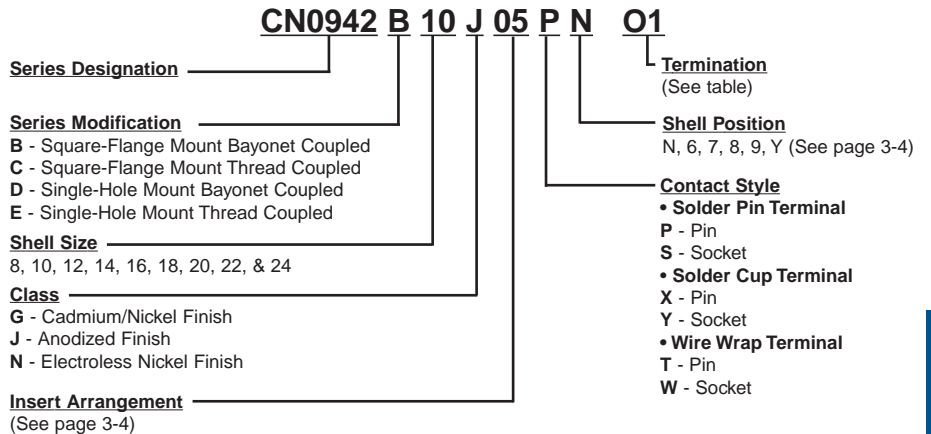 CN0942 B 10 J 05 P N O1
Series Designation
Series Modification
B - Square-Flange Mount Bayonet Coupled
C - Square-Flange Mount Thread Coupled
D - Single-Hole Mount Bayonet Coupled
E - Single-Hole Mount Thread Coupled
Shell Size
8, 10, 12, 14, 16, 18, 20, 22, & 24
Class
G - Cadmium/Nickel Finish
J - Anodized Finish
N - Electroless Nickel Finish
Insert Arrangement
(See page 3-4)
Termination
(See table)
Shell Position
N, 6, 7, 8, 9, Y (See page 3-4)
Contact Style
• Solder Pin Terminal
P - Pin
S - Socket
• Solder Cup Terminal
X - Pin
Y - Socket
• Wire Wrap Terminal
T - Pin
W - Socket